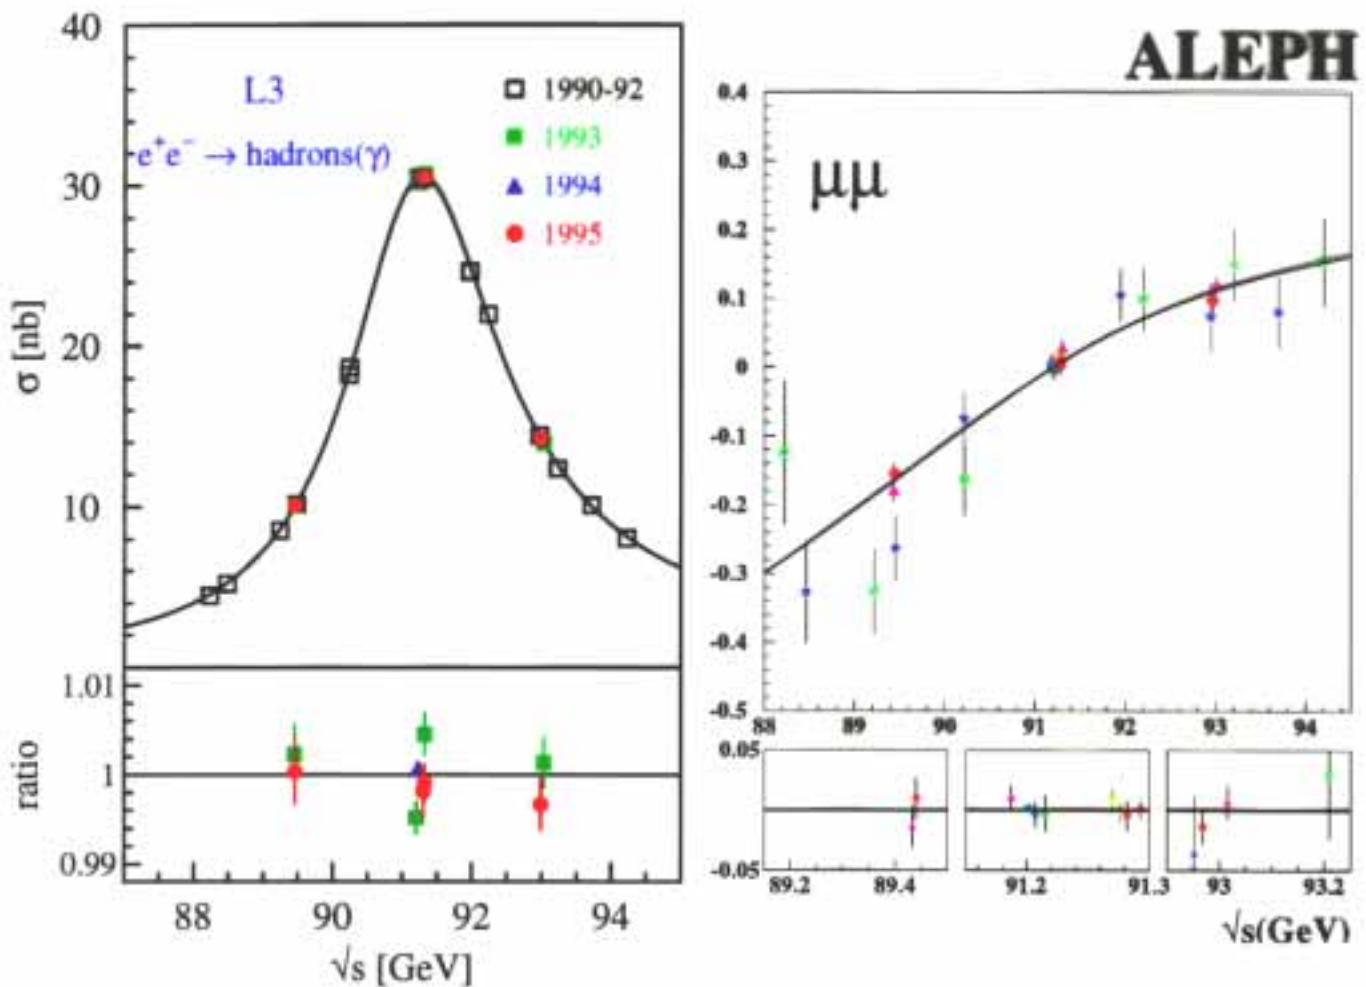 40
30
20
10
σ [nb]
L3
e⁺e⁻ → hadrons(γ)
1990-92
1993
1994
1995
1.01
1
0.99
ratio
88 90 92 94
√s [GeV]
ALEPH
μμ
0.4
0.3
0.2
0.1
0
-0.1
-0.2
-0.3
-0.4
-0.5
88 89 90 91 92 93 94
0.05
-0.05
89.2 89.4 91.2 91.3 93 93.2
√s(GeV)